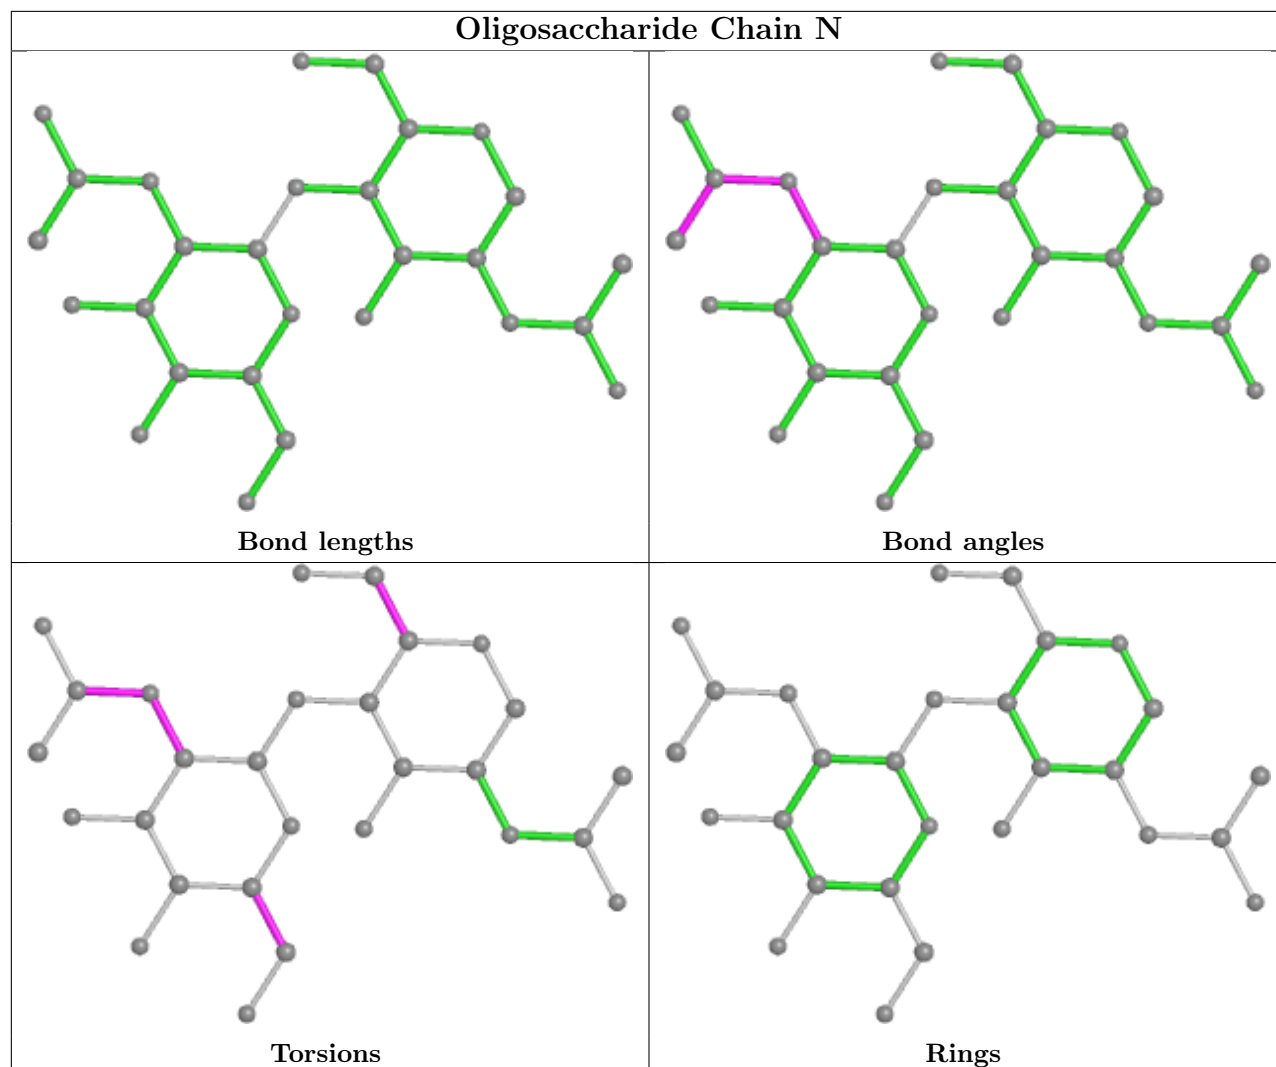 Oligosaccharide Chain N
Bond lengths
Bond angles
Torsions
Rings